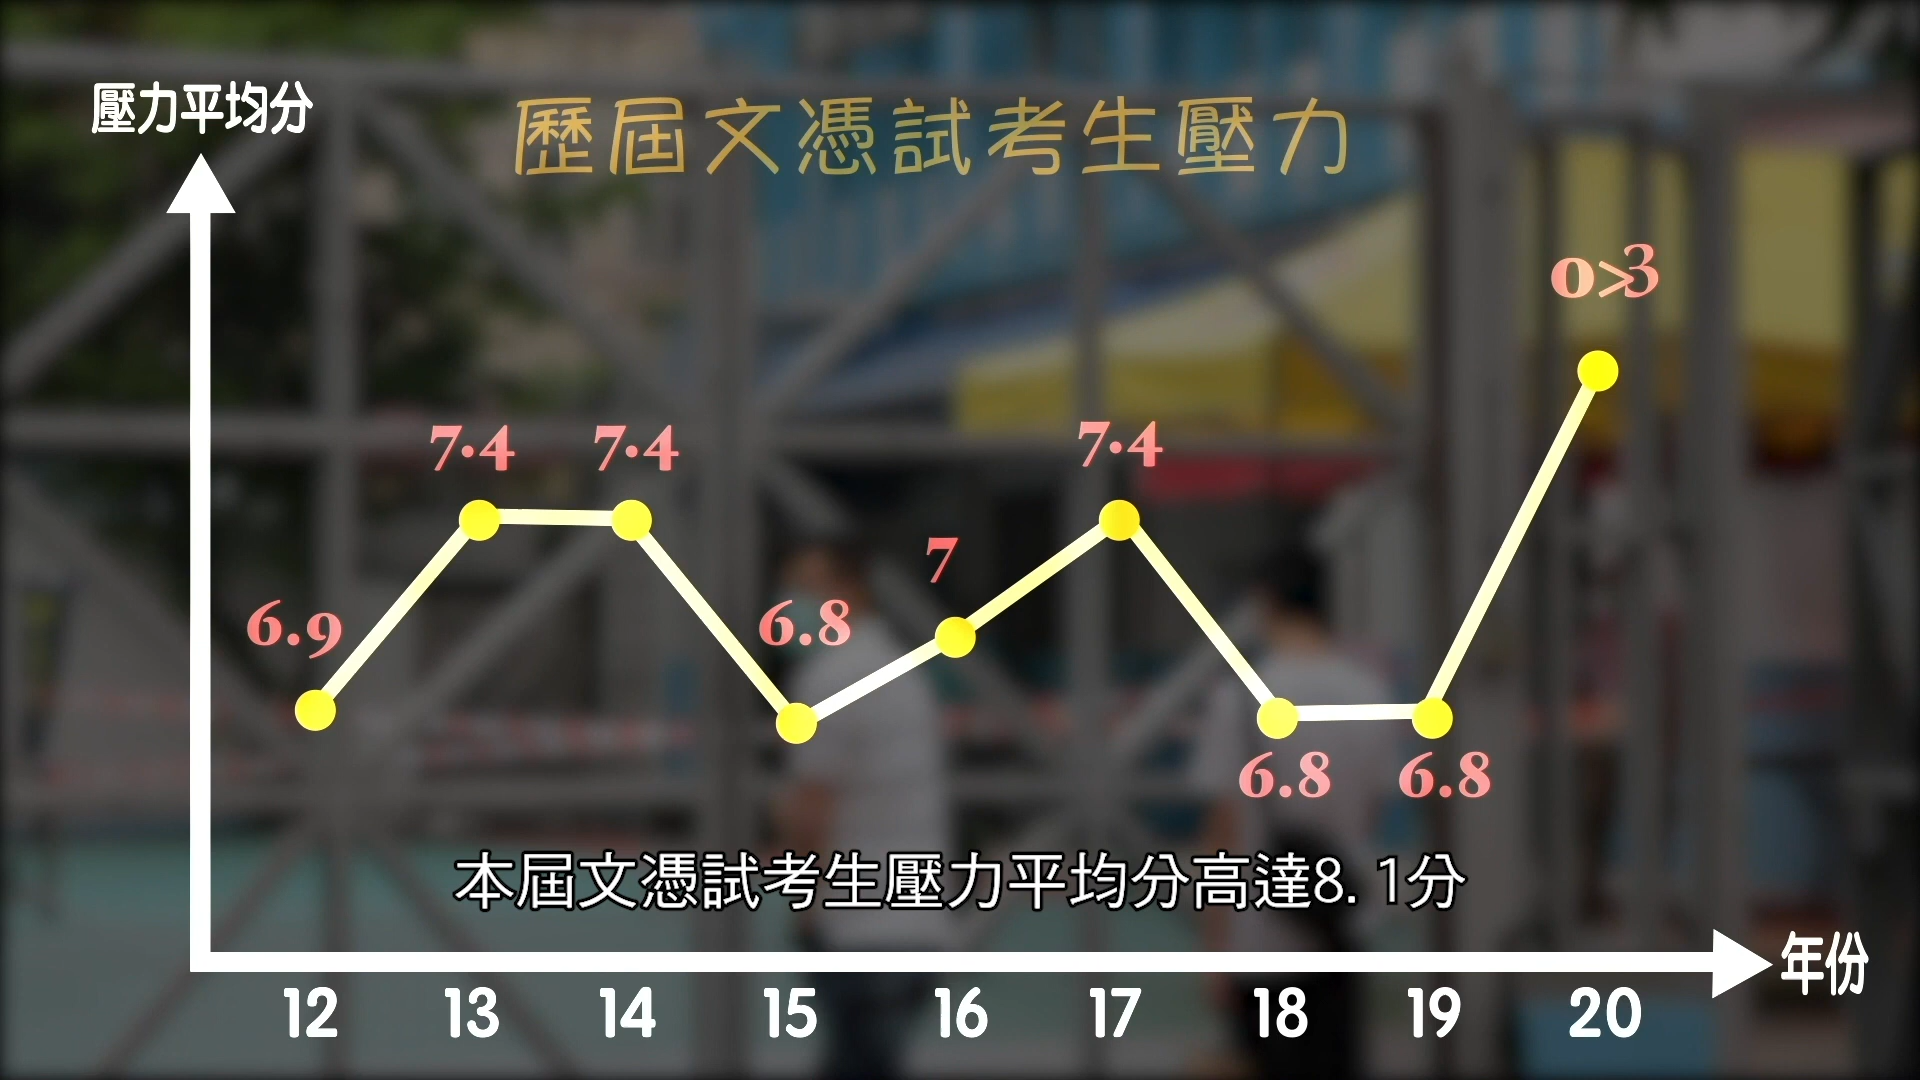 壓力平均分
歷屆文憑試考生壓力
6.9
7.4
7.4
6.8
7
7.4
6.8
6.8
本屆文憑試考生壓力平均分高達8.1分
年份
12 13 14 15 16 17 18 19 20